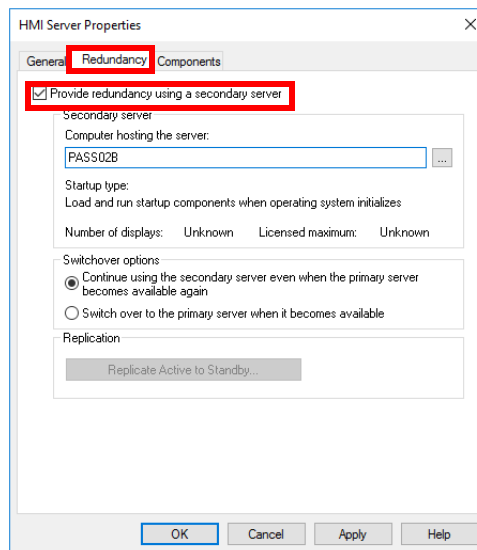 HMI Server Properties
General Redundancy Components
Provide redundancy using a secondary server
Secondary server
Computer hosting the server:
PASS02B
...
Startup type:
Load and run startup components when operating system initializes
Number of displays: Unknown Licensed maximum: Unknown
Switchover options
Continue using the secondary server even when the primary server
becomes available again
Switch over to the primary server when it becomes available
Replication
Replicate Active to Standby...
OK Cancel Apply Help